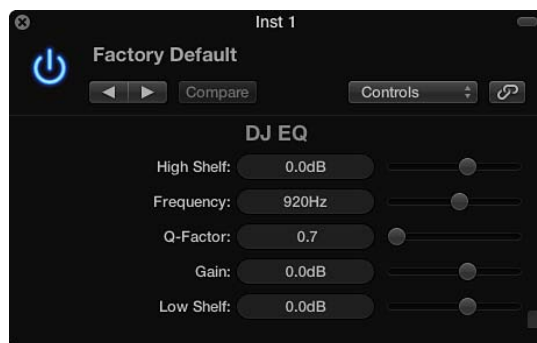 Inst 1
Factory Default
Compare Controls
DJ EQ
High Shelf: 0.0dB
Frequency: 920Hz
Q-Factor: 0.7
Gain: 0.0dB
Low Shelf: 0.0dB